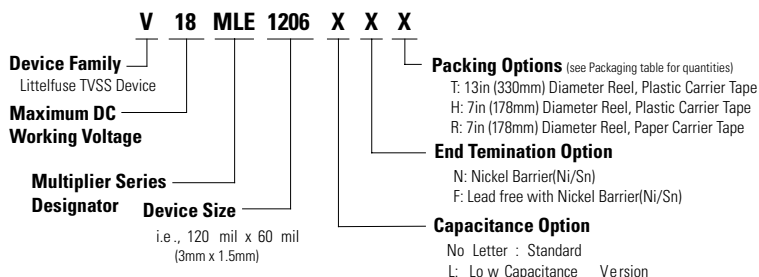 V 18 MLE 1206 X X X
Device Family
Littelfuse TVSS Device
Maximum DC
Working Voltage
Multiplier Series
Designator
Device Size
i.e., 120 mil x 60 mil
(3mm x 1.5mm)
Packing Options (see Packaging table for quantities)
T: 13in (330mm) Diameter Reel, Plastic Carrier Tape
H: 7in (178mm) Diameter Reel, Plastic Carrier Tape
R: 7in (178mm) Diameter Reel, Paper Carrier Tape
End Temination Option
N: Nickel Barrier(Ni/Sn)
F: Lead free with Nickel Barrier(Ni/Sn)
Capacitance Option
No Letter : Standard
L: Lo w Capacitance Ve rsion